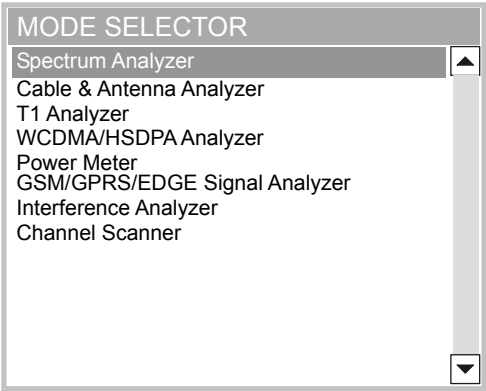 MODE SELECTOR
Spectrum Analyzer
Cable & Antenna Analyzer
T1 Analyzer
WCDMA/HSDPA Analyzer
Power Meter
GSM/GPRS/EDGE Signal Analyzer
Interference Analyzer
Channel Scanner